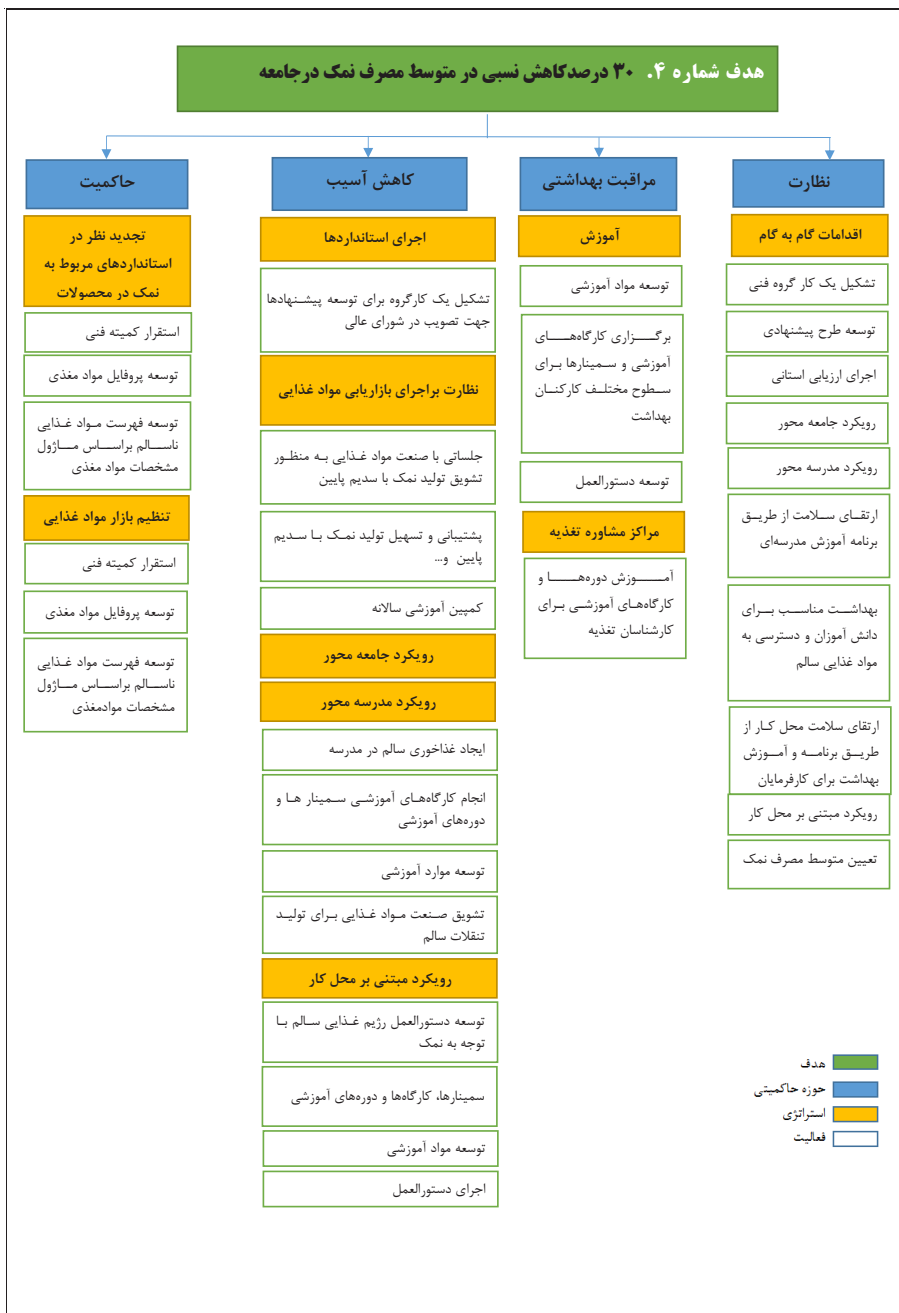 هدف شماره ۴. ۳۰ درصدکاهش نسبی در متوسط مصرف نمک درجامعه
نظارت
اقدامات گام به گام
تشکیل یک کار گروه فنی
توسعه طرح پیشنهادی
اجرای ارزیابی استانی
رویکرد جامعه محور
رویکرد مدرسه محور
ارتقای سلامت از طریق
برنامه آموزش مدرسه‌ای
بهداشت مناسب برای
دانش آموزان و دسترسی به
مواد غذایی سالم
ارتقای سلامت محل کار از
طریق برنامه و آموزش
بهداشت برای کارفرمایان
رویکرد مبتنی بر محل کار
تعیین متوسط مصرف نمک
مراقبت بهداشتی
آموزش
توسعه مواد آموزشی
برگزاری کارگاه‌های
آموزشی و سمینارها برای
سطوح مختلف کارکنان
بهداشت
توسعه دستورالعمل
مراکز مشاوره تغذیه
آموزش دوره‌ها و
کارگاه‌های آموزشی برای
کارشناسان تغذیه
کاهش آسیب
اجرای استانداردها
تشکیل یک کارگروه برای توسعه پیشنهادها
جهت تصویب در شورای عالی
نظارت براجرای بازاریابی مواد غذایی
جلساتی با صنعت مواد غذایی به منظور
تشویق تولید نمک با سدیم پایین
پشتیبانی و تسهیل تولید نمک با سدیم
پایین و...
کمپین آموزشی سالانه
رویکرد جامعه محور
رویکرد مدرسه محور
ایجاد غذاخوری سالم در مدرسه
انجام کارگاه‌های آموزشی سمینار ها و
دوره‌های آموزشی
توسعه موارد آموزشی
تشویق صنعت مواد غذایی برای تولید
تنقلات سالم
رویکرد مبتنی بر محل کار
توسعه دستورالعمل رژیم غذایی سالم با
توجه به نمک
سمینارها، کارگاه‌ها و دوره‌های آموزشی
توسعه مواد آموزشی
اجرای دستورالعمل
حاکمیت
تجدید نظر در
استانداردهای مربوط به
نمک در محصولات
استقرار کمیته فنی
توسعه پروفایل مواد مغذی
توسعه فهرست مواد غذایی
ناسالم براساس ماژول
مشخصات مواد مغذی
تنظیم بازار مواد غذایی
استقرار کمیته فنی
توسعه پروفایل مواد مغذی
توسعه فهرست مواد غذایی
ناسالم براساس ماژول
مشخصات موادمغذی
هدف
حوزه حاکمیتی
استراتژی
فعالیت